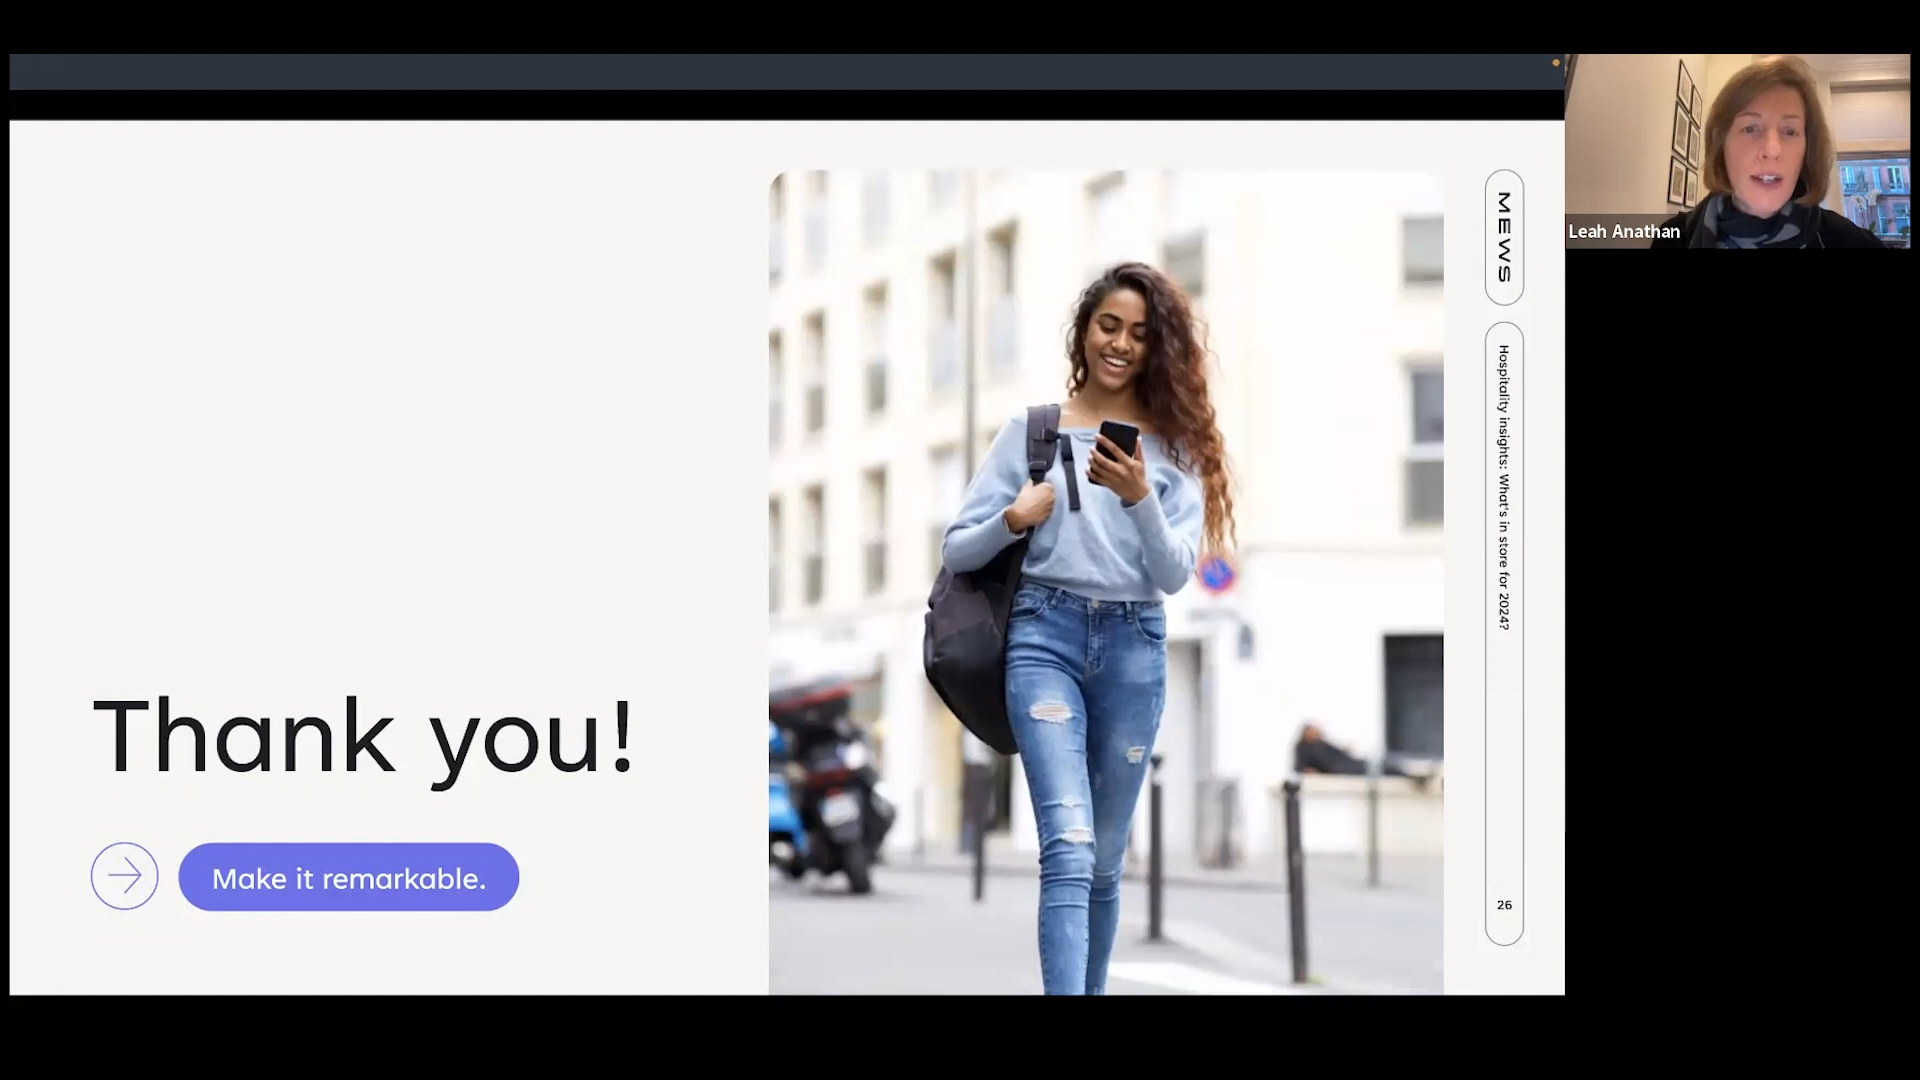 Thank you!
Make it remarkable.
MEWS
Hospitality insights: What's in store for 2024?
26
Leah Anathan